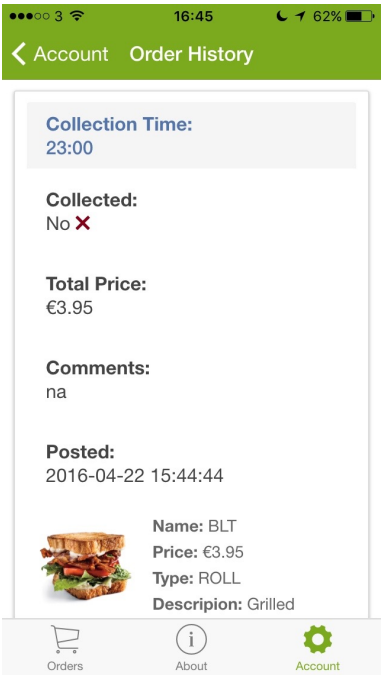 3 16:45 62%
Account Order History
Collection Time:
23:00
Collected:
No
Total Price:
€3.95
Comments:
na
Posted:
2016-04-22 15:44:44
Name: BLT
Price: €3.95
Type: ROLL
Descripion: Grilled
Orders About Account